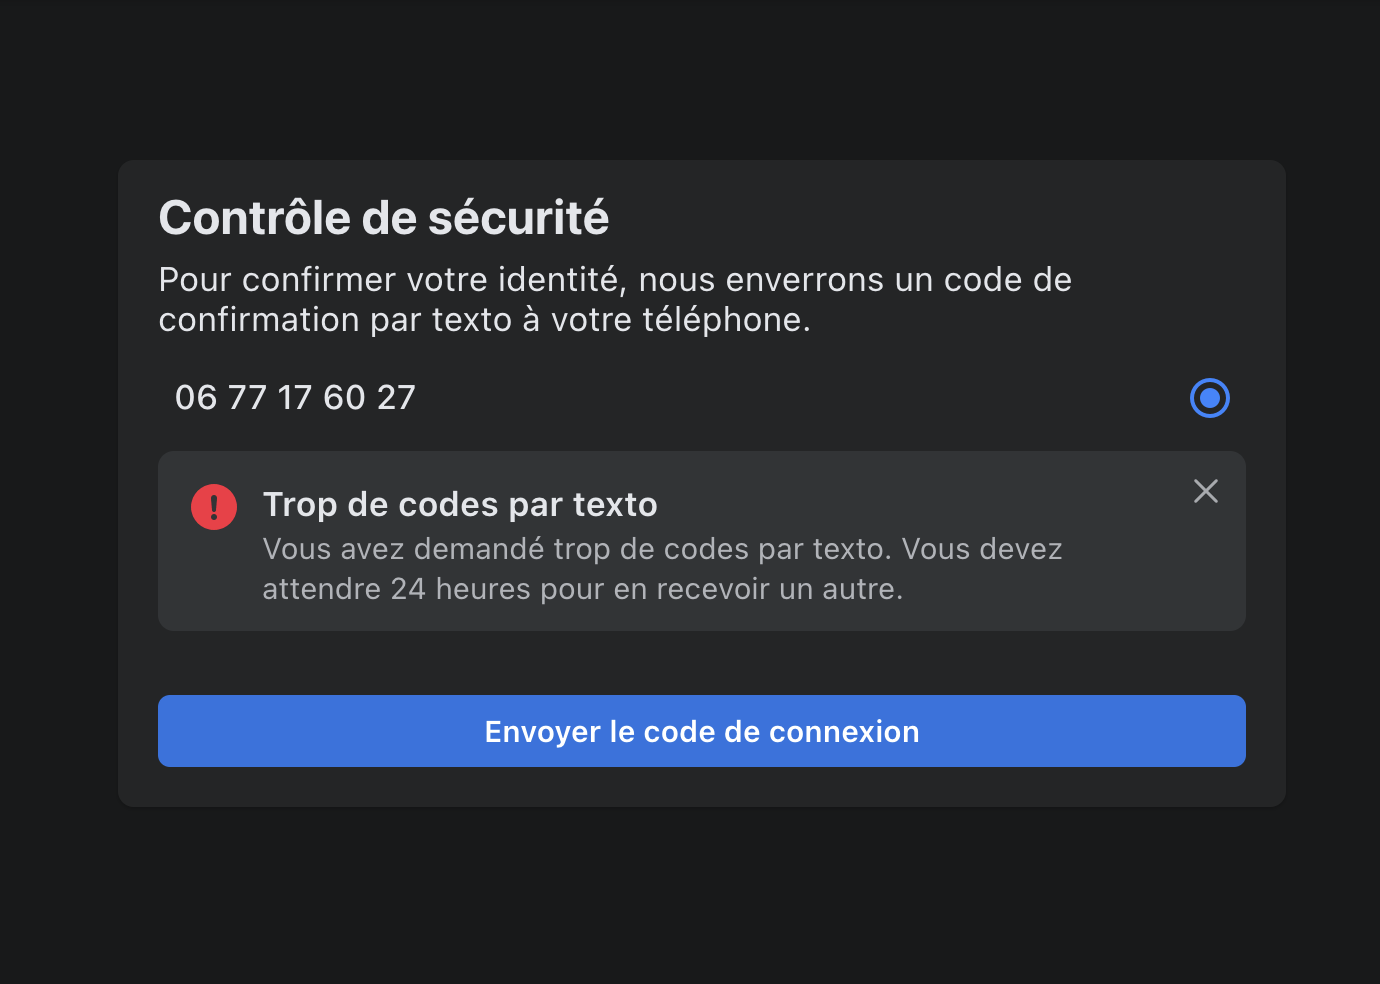 Contrôle de sécurité
Pour confirmer votre identité, nous enverrons un code de
confirmation par texto à votre téléphone.
06 77 17 60 27
Trop de codes par texto
Vous avez demandé trop de codes par texto. Vous devez
attendre 24 heures pour en recevoir un autre.
Envoyer le code de connexion